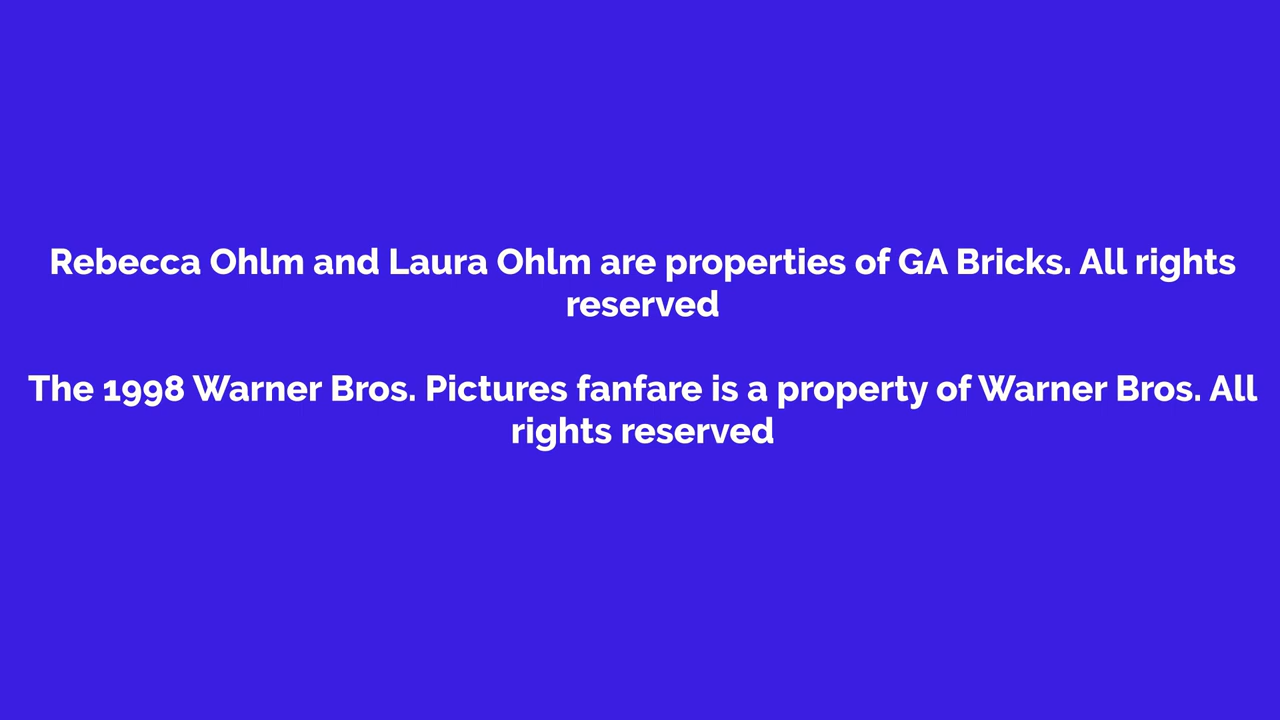 Rebecca Ohlm and Laura Ohlm are properties of GA Bricks. All rights
reserved
The 1998 Warner Bros. Pictures fanfare is a property of Warner Bros. All
rights reserved